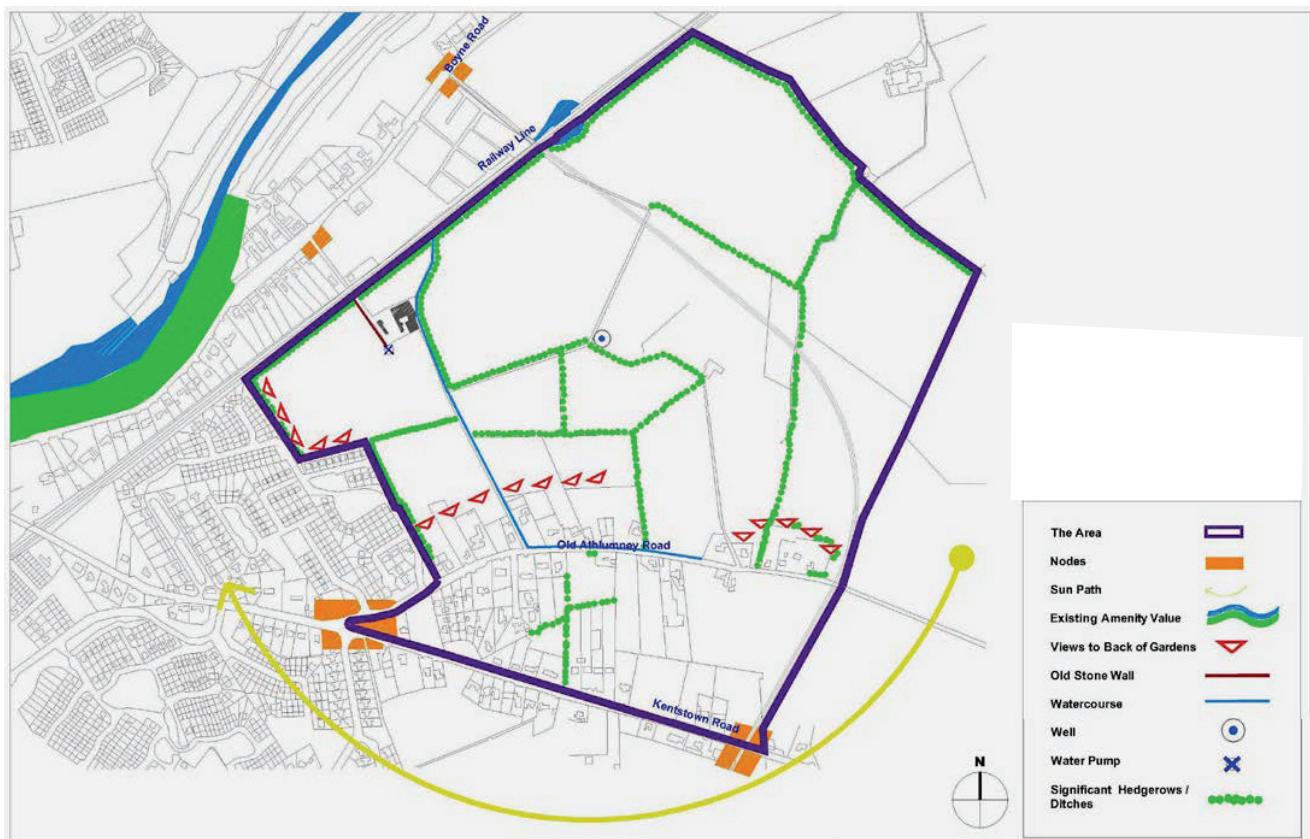 Boyne Road
Railway Line
Old Athlumney Road
Kentstown Road
N
The Area
Nodes
Sun Path
Existing Amenity Value
Views to Back of Gardens
Old Stone Wall
Watercourse
Well
Water Pump
Significant Hedgerows /
Ditches